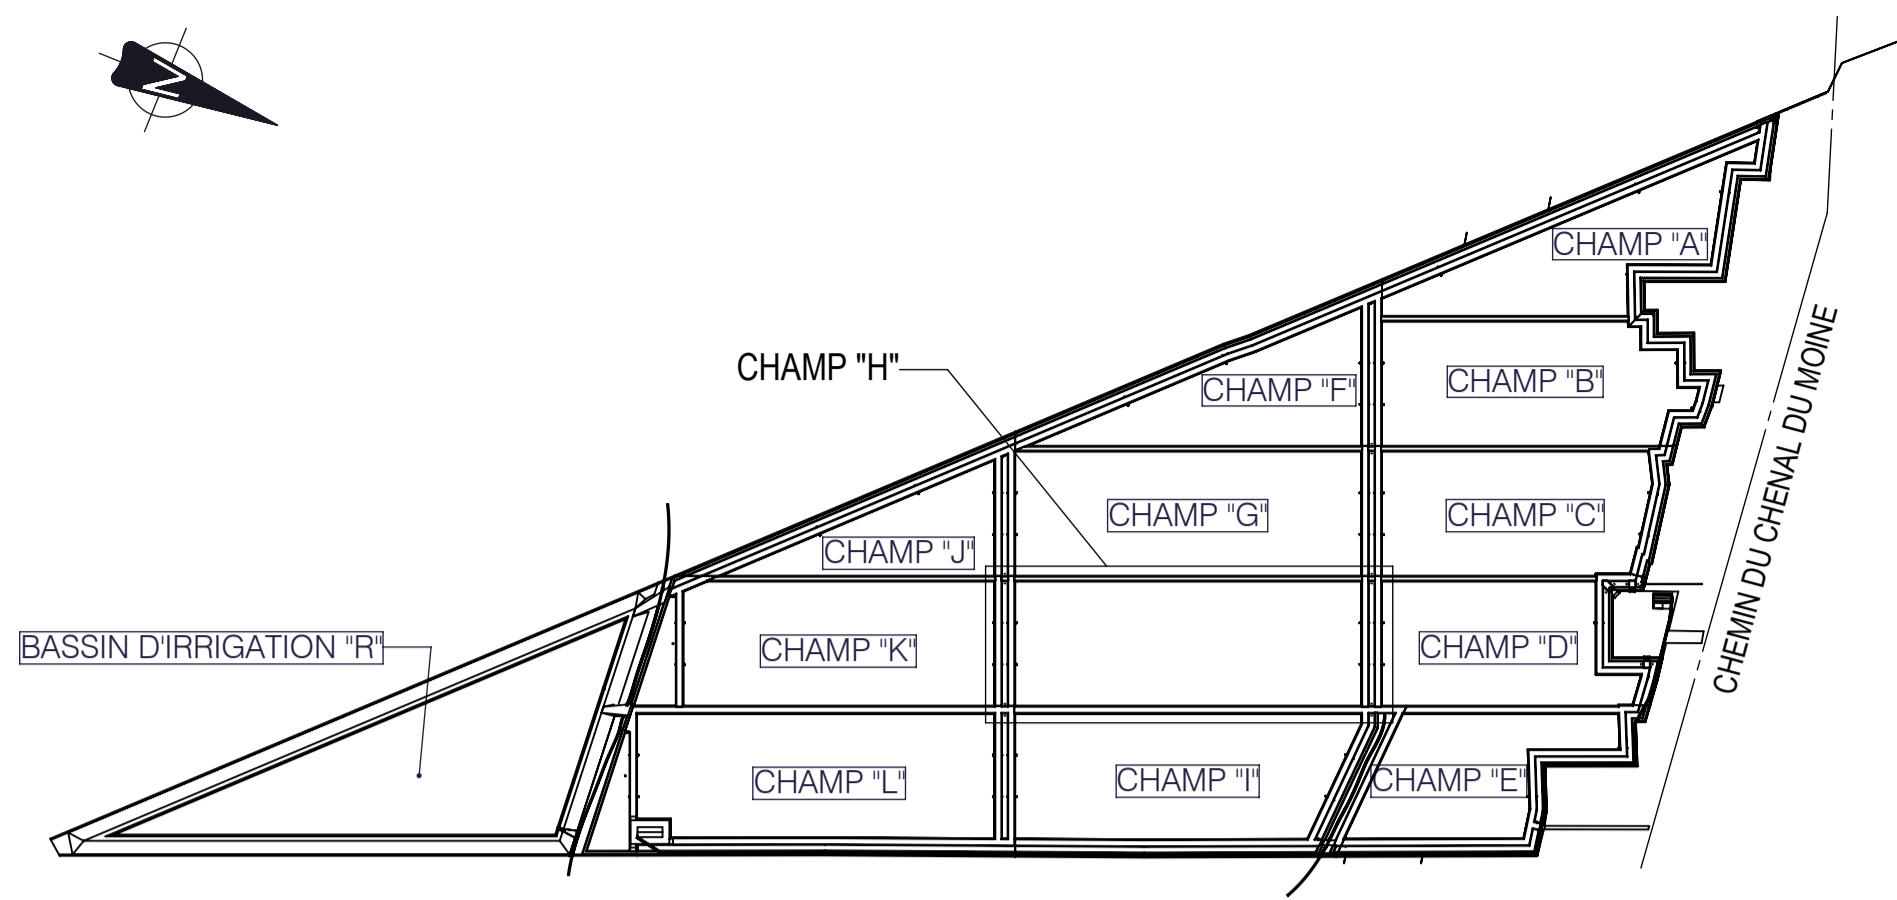 N
CHAMP "A"
CHAMP "H"
CHAMP "F"
CHAMP "B"
CHAMP "G"
CHAMP "C"
CHAMP "J"
BASSIN D'IRRIGATION "R"
CHAMP "K"
CHAMP "D"
CHAMP "L"
CHAMP "I"
CHAMP "E"
CHEMIN DU CHENAL DU MOINE